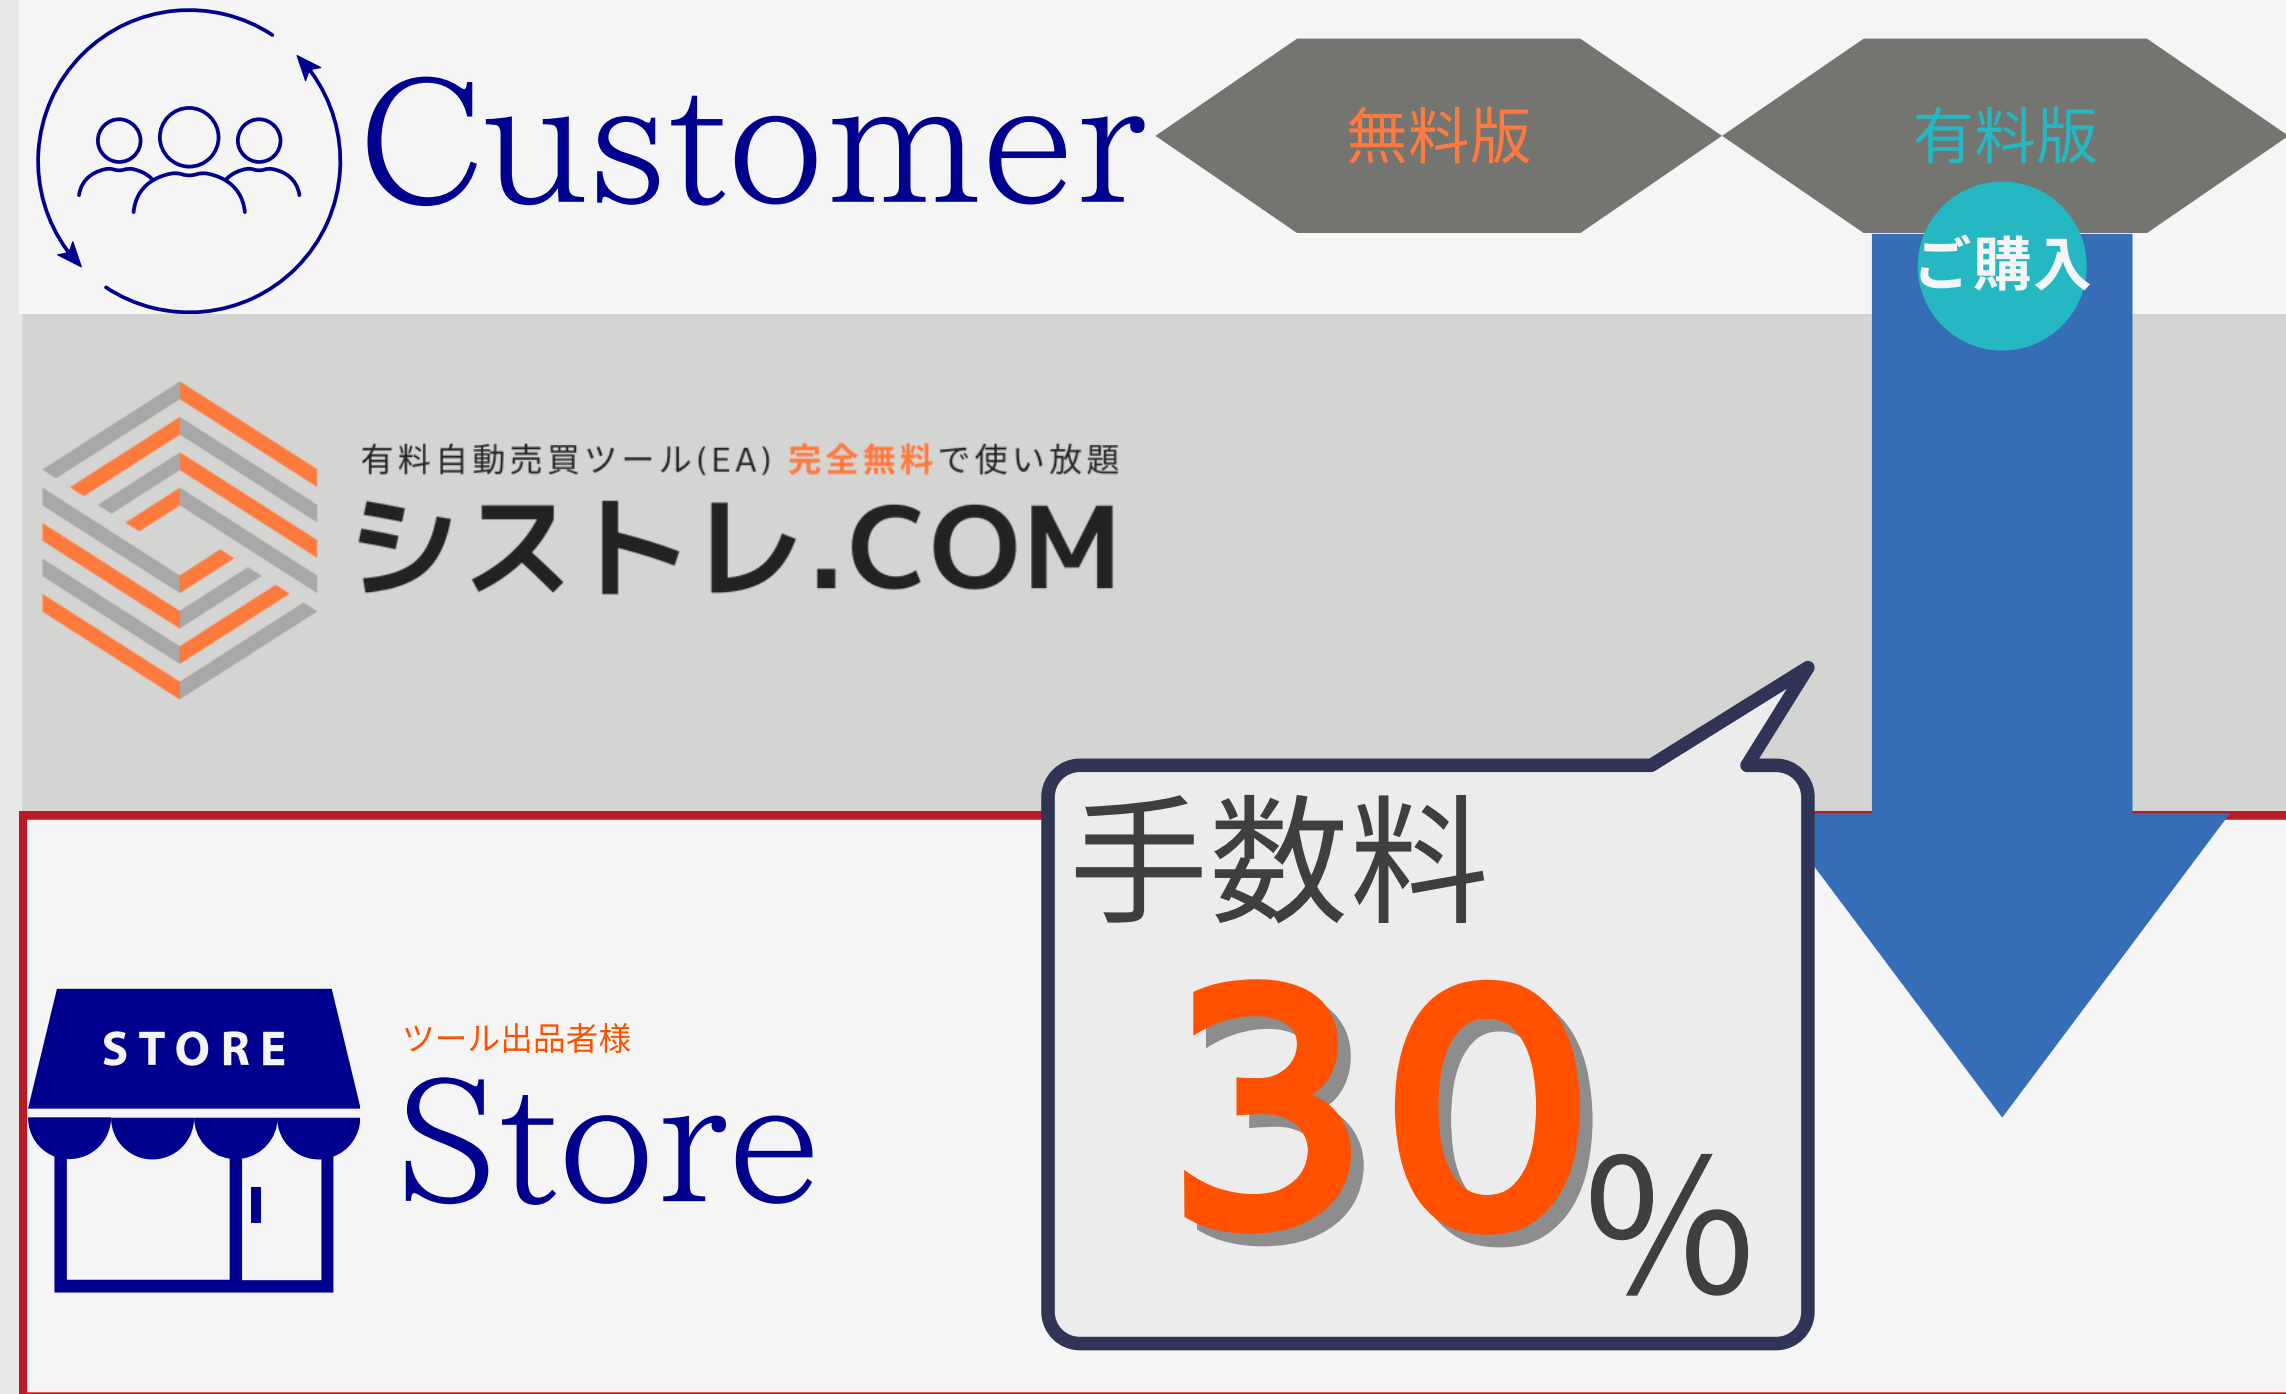 Customer
無料版
有料版
ご購入
有料自動売買ツール(EA) 完全無料で使い放題
シストレ.COM
手数料
30%
STORE
ツール出品者様
Store